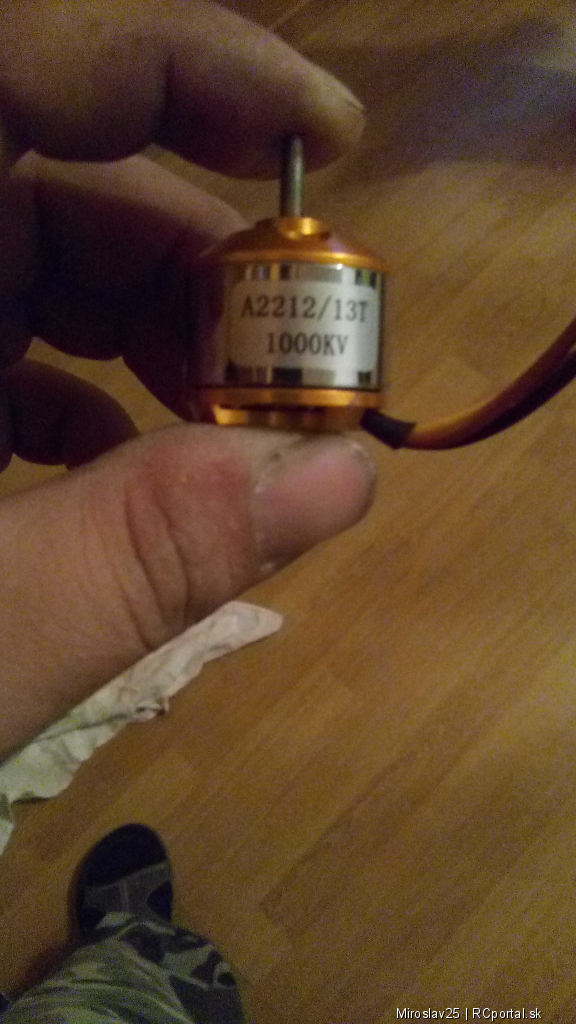 A2212/13T
1000KV
Miroslav25 | RCportal.sk